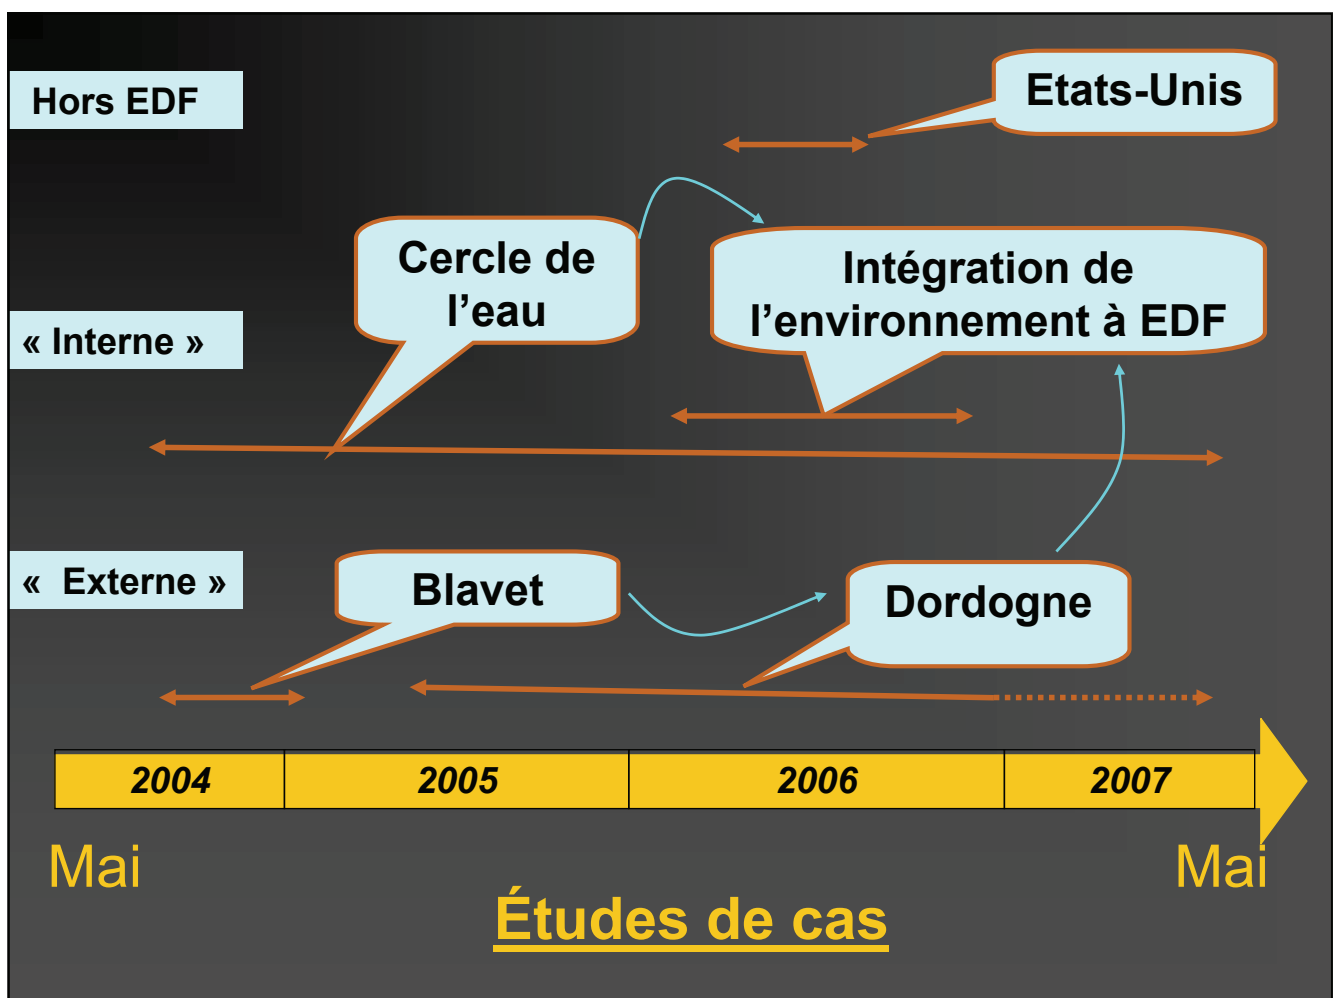 Hors EDF
Etats-Unis
Cercle de
l’eau
Intégration de
l’environnement à EDF
« Interne »
« Externe »
Blavet
Dordogne
2004
2005
2006
2007
Mai
Mai
Études de cas